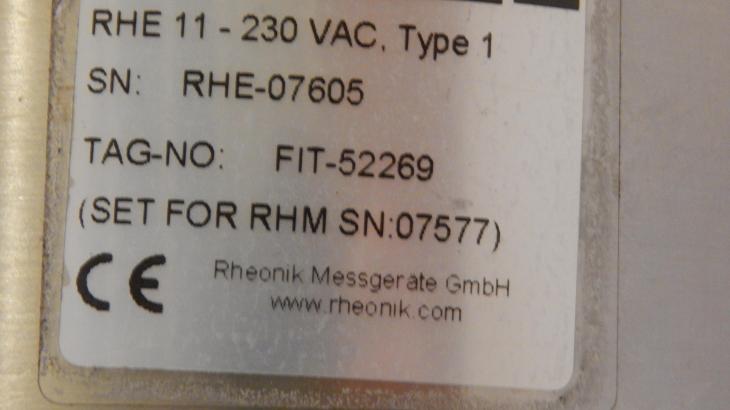 RHE 11 - 230 VAC, Type 1
SN: RHE-07605
TAG-NO: FIT-52269
(SET FOR RHM SN:07577)
CE
Rheonik Messgeräte GmbH
www.rheonik.com